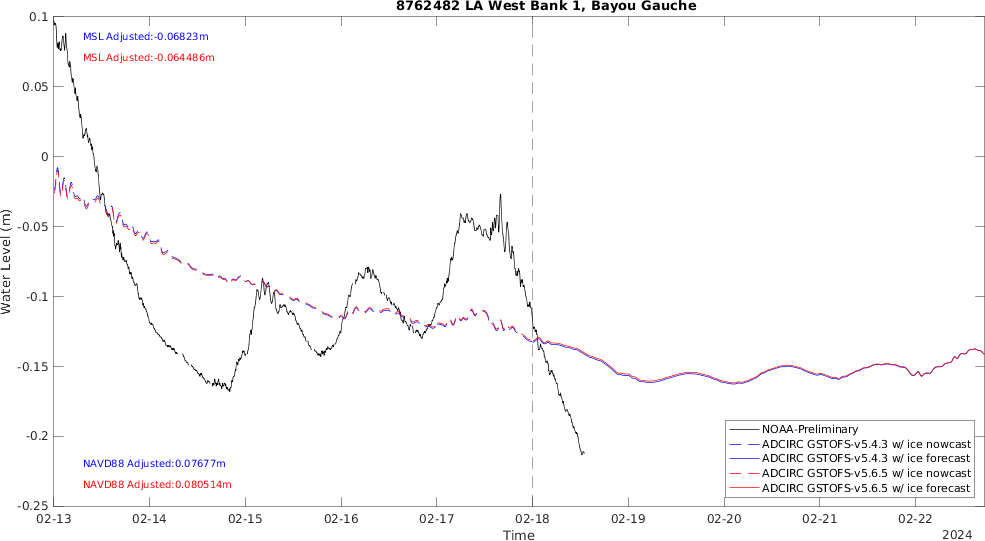 8762482 LA West Bank 1, Bayou Gauche
MSL Adjusted:-0.06823m
MSL Adjusted:-0.064486m
0.1
0.05
0
-0.05
-0.1
-0.15
-0.2
-0.25
Water Level (m)
NAVD88 Adjusted:0.07677m
NAVD88 Adjusted:0.080514m
NOAA-Preliminary
ADCIRC GSTOFS-v5.4.3 w/ ice nowcast
ADCIRC GSTOFS-v5.4.3 w/ ice forecast
ADCIRC GSTOFS-v5.6.5 w/ ice nowcast
ADCIRC GSTOFS-v5.6.5 w/ ice forecast
02-13 02-14 02-15 02-16 02-17 02-18 02-19 02-20 02-21 02-22
Time
2024